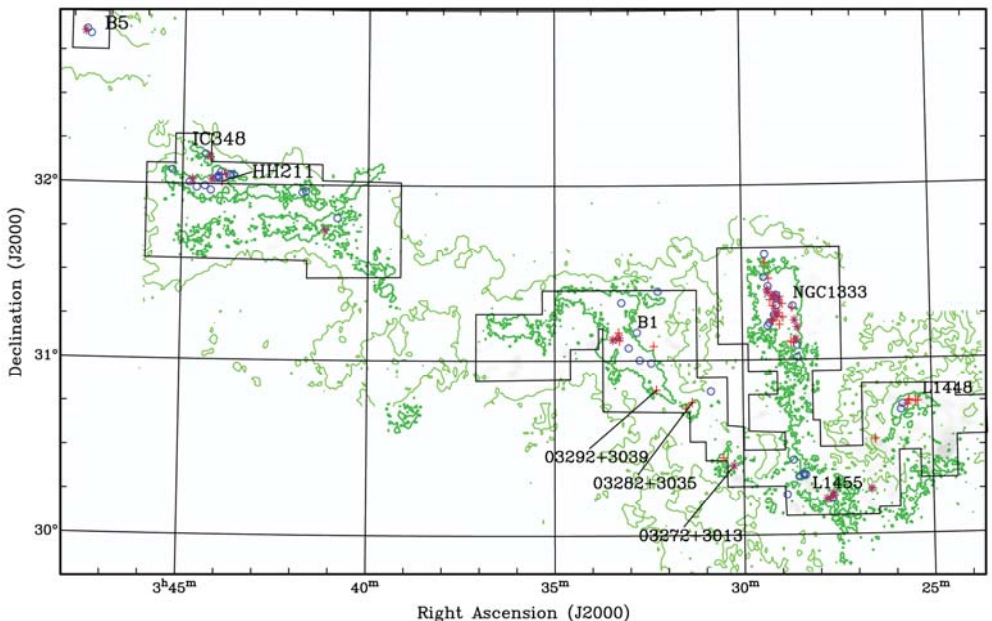 B5
IC348
HH211
32°
NGC1333
B1
31°
L1448
03292+3039
03282+3035
L1455
03272+3013
30°
3ʰ45ᵐ 40ᵐ 35ᵐ 30ᵐ 25ᵐ
Right Ascension (J2000)
Declination (J2000)